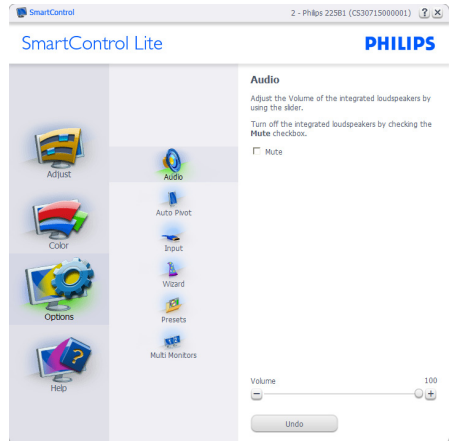 SmartControl
2 - Philips 225B1 (CS30715000001)
?
SmartControl Lite
PHILIPS
Adjust
Color
Options
Help
Audio
Auto Pivot
Input
Wizard
Presets
Multi Monitors
Audio
Adjust the Volume of the integrated loudspeakers by
using the slider.
Turn off the integrated loudspeakers by checking the
Mute checkbox.
Mute
Volume
100
Undo